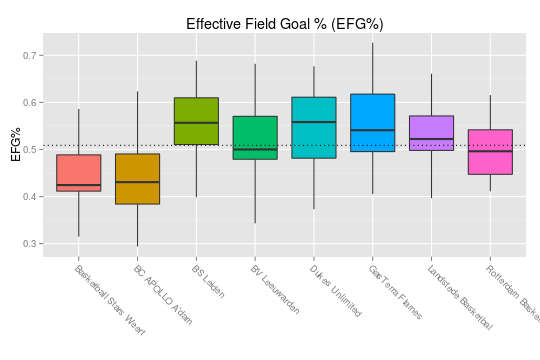 Effective Field Goal % (EFG%)
EFG%
0.7
0.6
0.5
0.4
0.3
Basketball Stars Weert
BC APOLLO A'dam
BS Leiden
BV Leeuwarden
Dukes Unlimited
GasTerra Flames
Landstede Basketbal
Rotterdam Basket